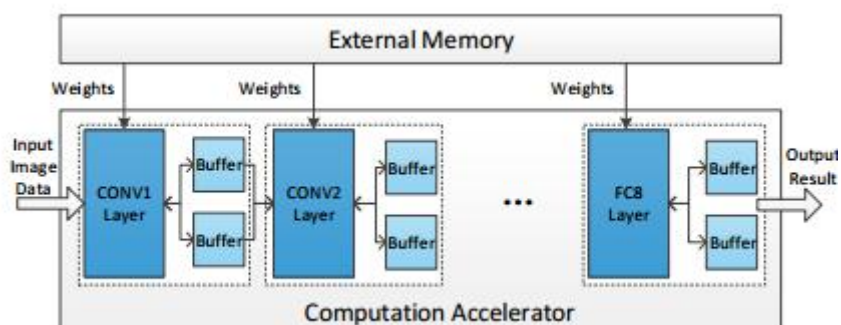 External Memory
Weights
Weights
Weights
Input
Image
Data
CONV1
Layer
Buffer
Buffer
CONV2
Layer
Buffer
Buffer
...
FC8
Layer
Buffer
Buffer
Output
Result
Computation Accelerator